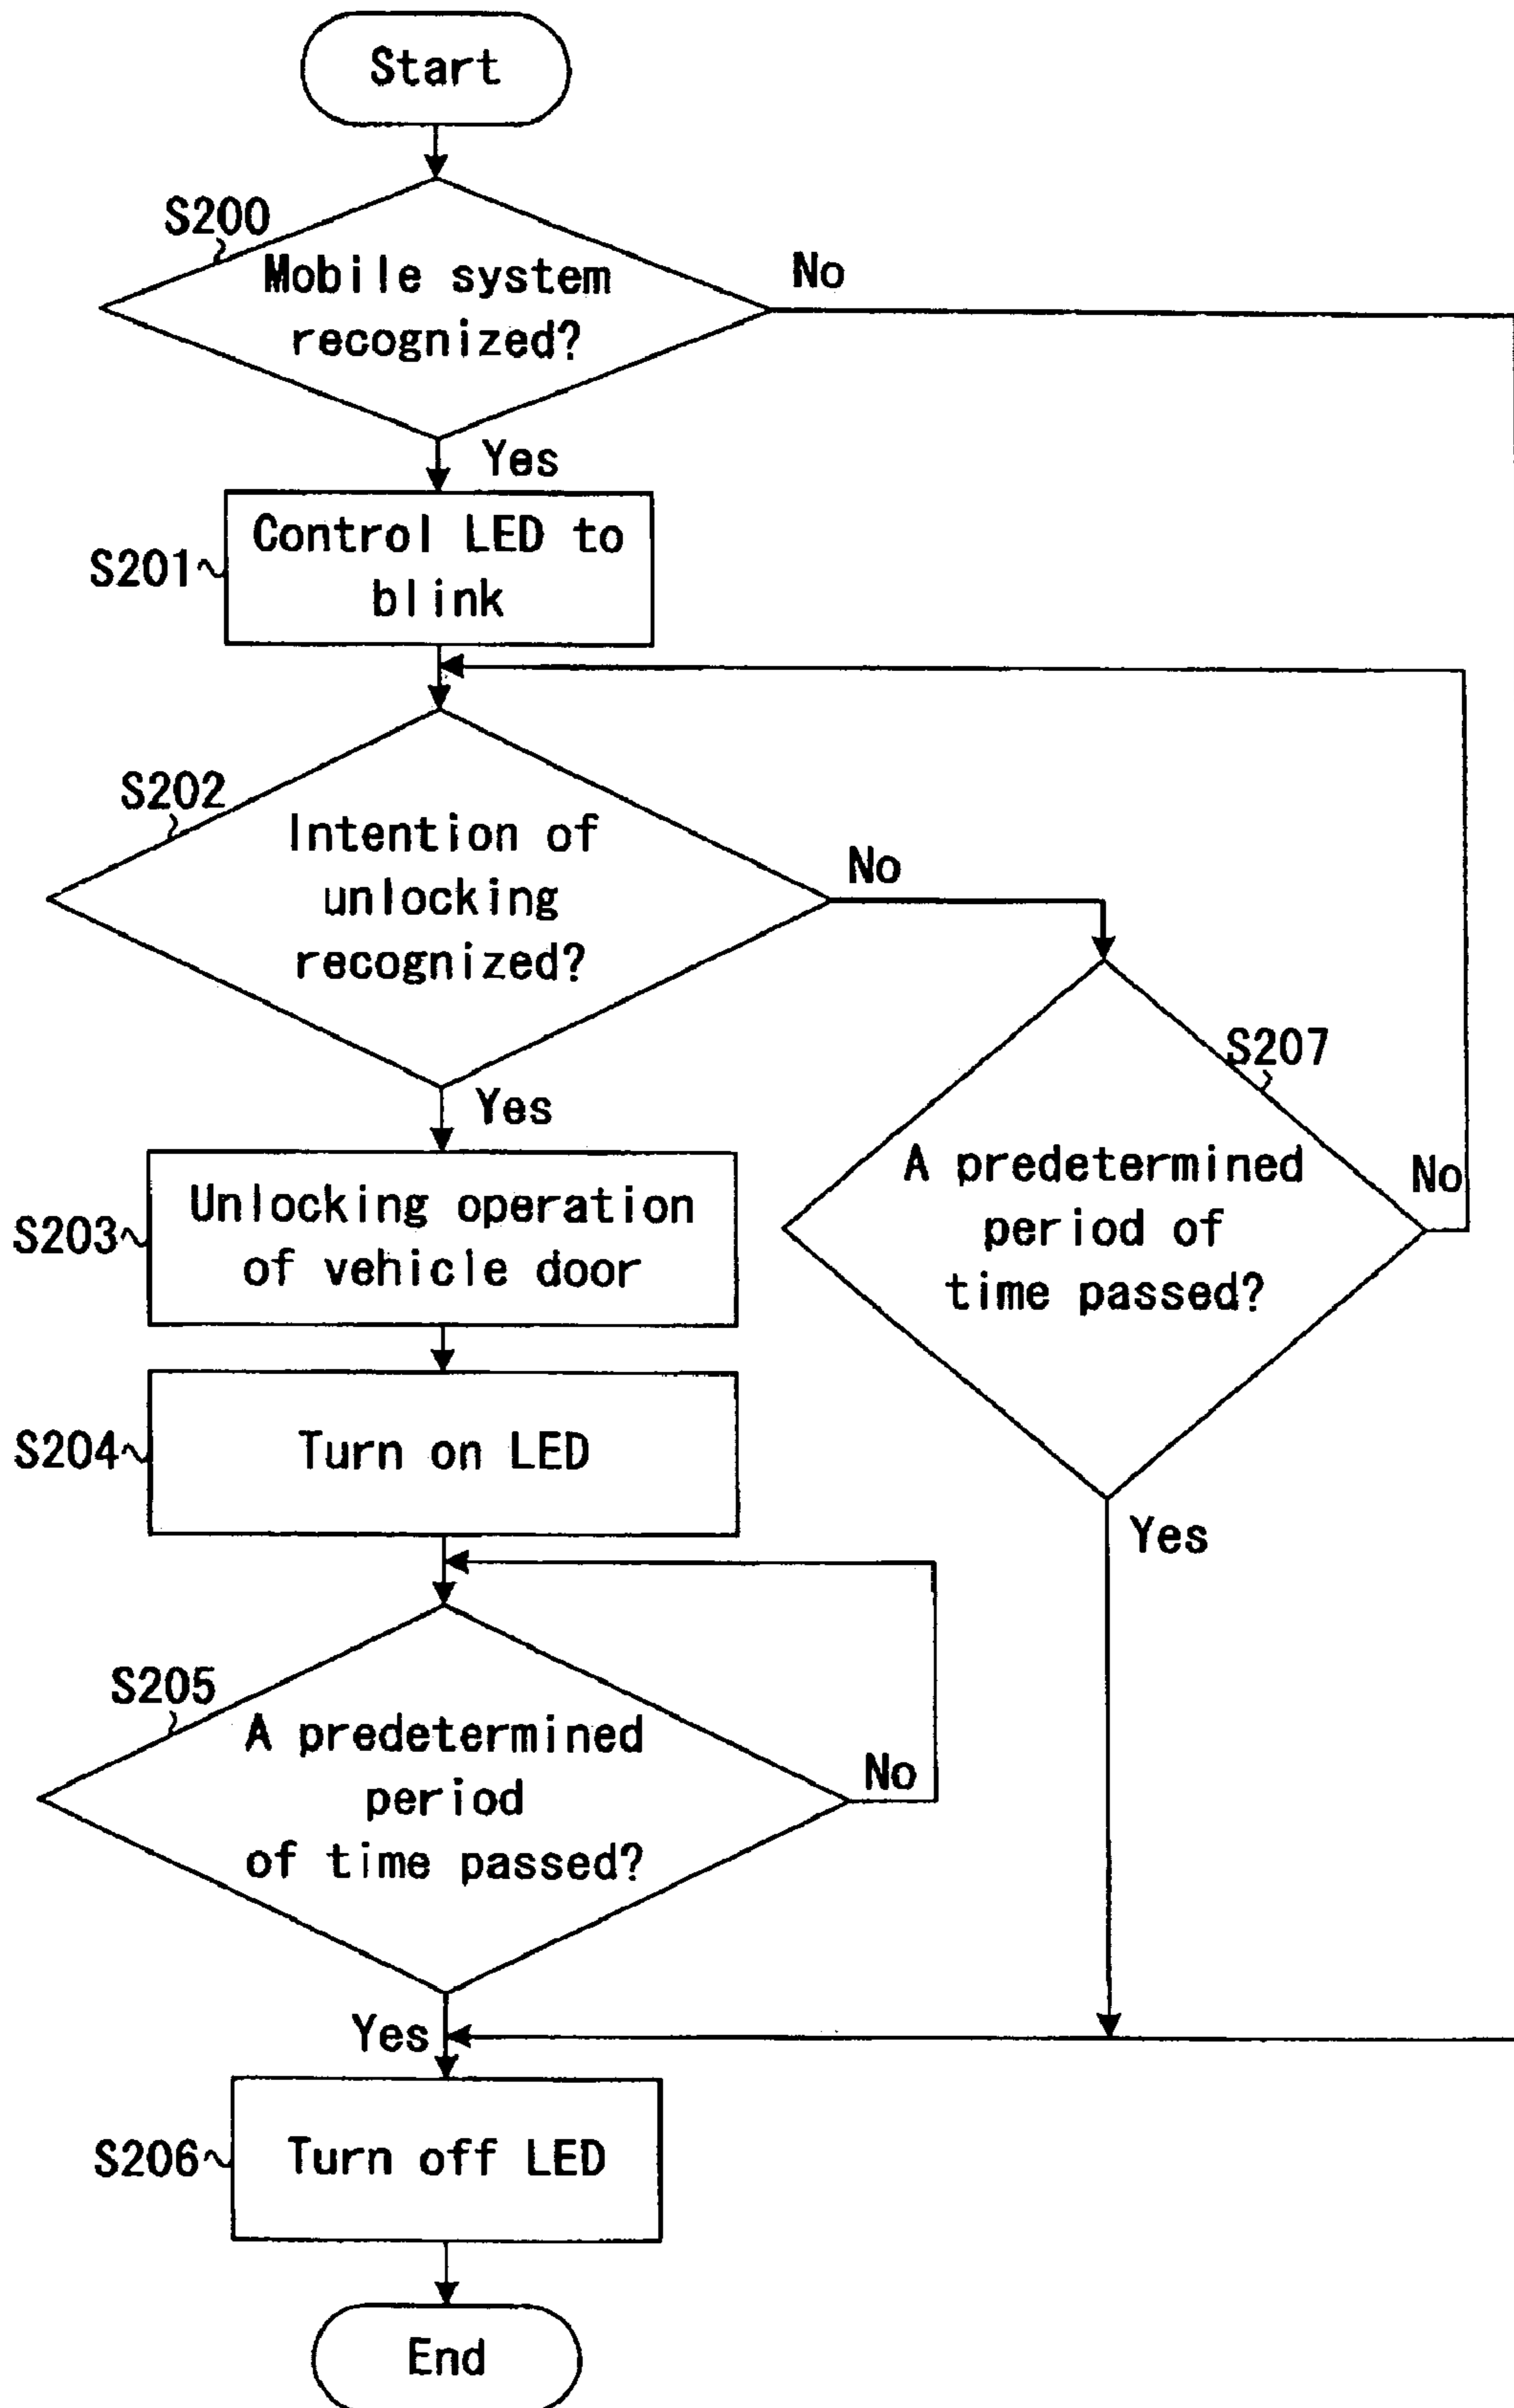 Start
S200
Mobile system
recognized?
No
Yes
S201
Control LED to
blink
S202
Intention of
unlocking
recognized?
No
Yes
S207
A predetermined
period of
time passed?
No
Yes
S203
Unlocking operation
of vehicle door
S204
Turn on LED
S205
A predetermined
period
of time passed?
No
Yes
S206
Turn off LED
End